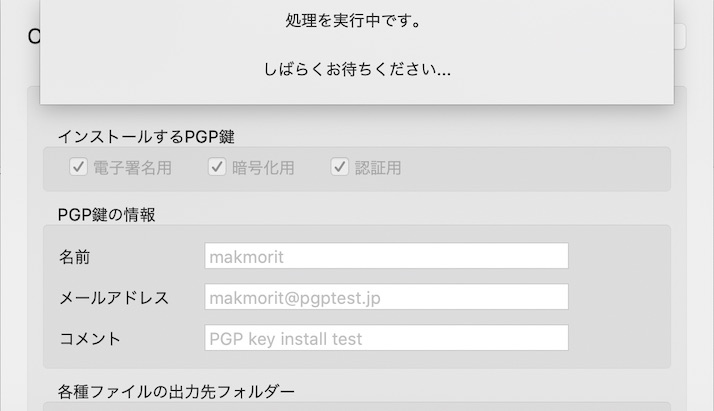 処理を実行中です。
しばらくお待ちください...
インストールするPGP鍵
電子署名用 暗号化用 認証用
PGP鍵の情報
名前 makmorit
メールアドレス makmorit@pgptest.jp
コメント PGP key install test
各種ファイルの出力先フォルダー